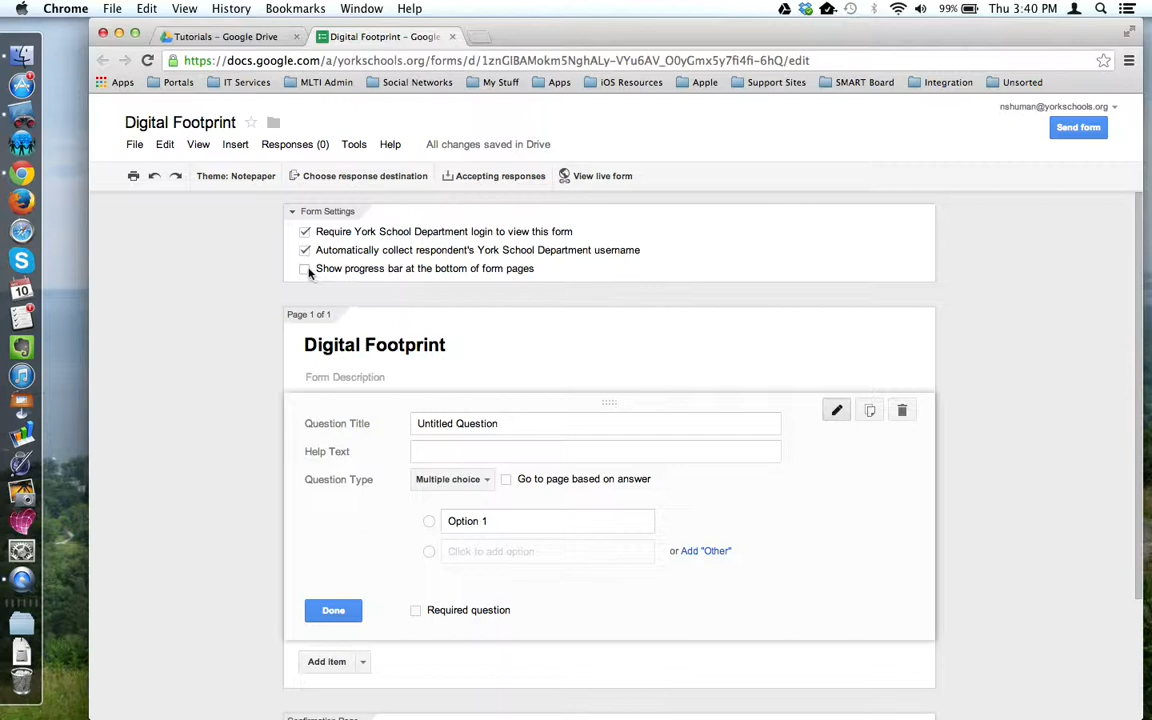 Chrome File Edit View History Bookmarks Window Help 99% Thu 3:40 PM
Tutorials – Google Drive Digital Footprint – Google
https://docs.google.com/a/yorkschools.org/forms/d/1znGlBAMokm5NghALy-VYu6AV_O0yGmx5y7fi4fi-6hQ/edit
Apps Portals IT Services MLTI Admin Social Networks My Stuff Apps iOS Resources Apple Support Sites SMART Board Integration Unsorted
nshuman@yorkschools.org
Digital Footprint
Send form
File Edit View Insert Responses (0) Tools Help All changes saved in Drive
Theme: Notepaper Choose response destination Accepting responses View live form
Form Settings
Require York School Department login to view this form
Automatically collect respondent's York School Department username
Show progress bar at the bottom of form pages
10
Page 1 of 1
Digital Footprint
Form Description
Question Title Untitled Question
Help Text
Question Type Multiple choice Go to page based on answer
Option 1
Click to add option or Add "Other"
Done Required question
Add item
Confirmation Page